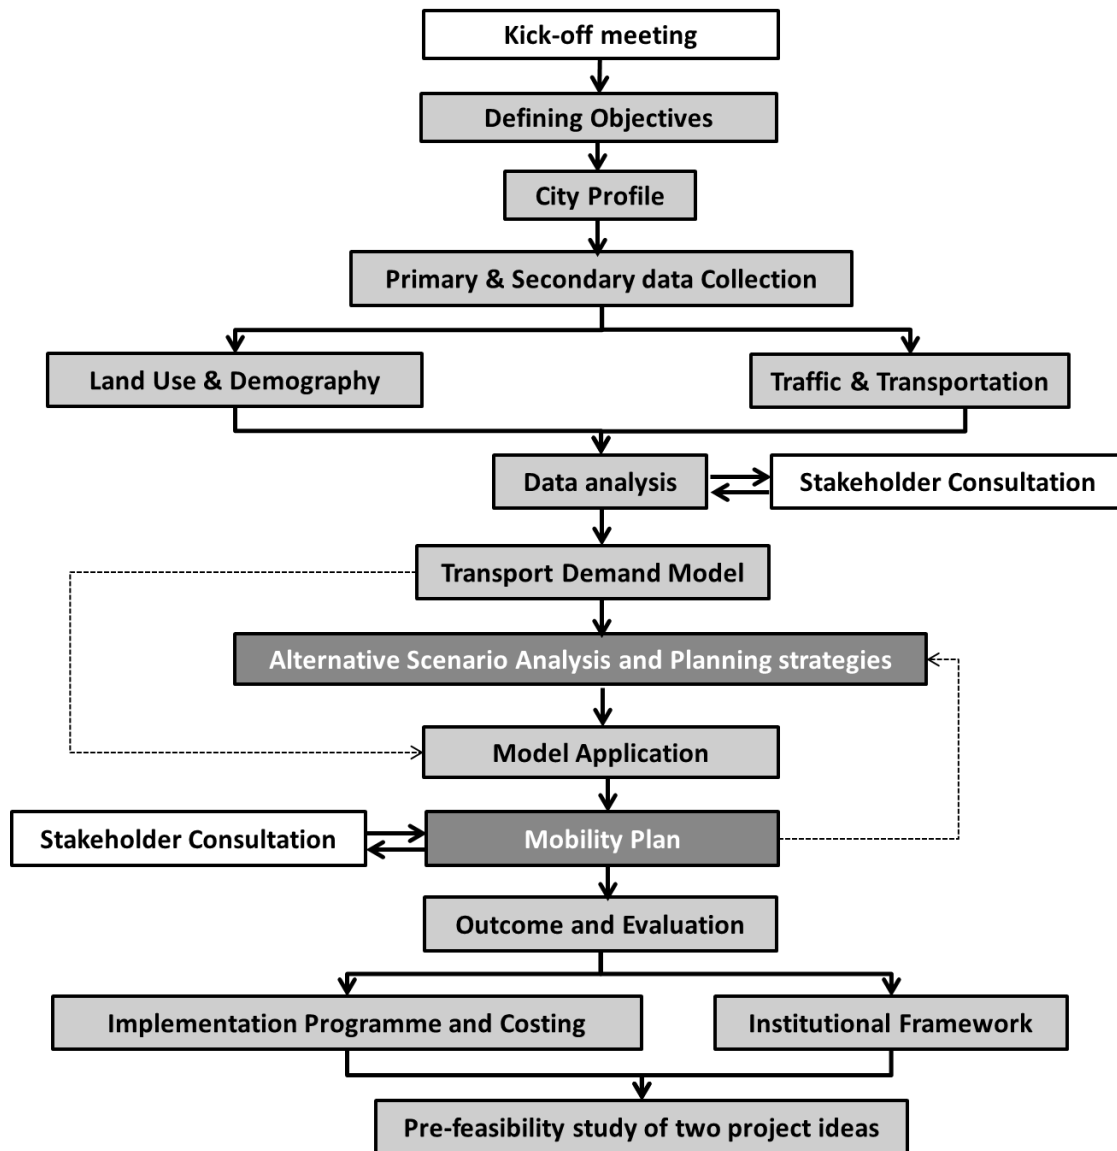 Kick-off meeting
Defining Objectives
City Profile
Primary & Secondary data Collection
Land Use & Demography
Traffic & Transportation
Data analysis
Stakeholder Consultation
Transport Demand Model
Alternative Scenario Analysis and Planning strategies
Model Application
Stakeholder Consultation
Mobility Plan
Outcome and Evaluation
Implementation Programme and Costing
Institutional Framework
Pre-feasibility study of two project ideas